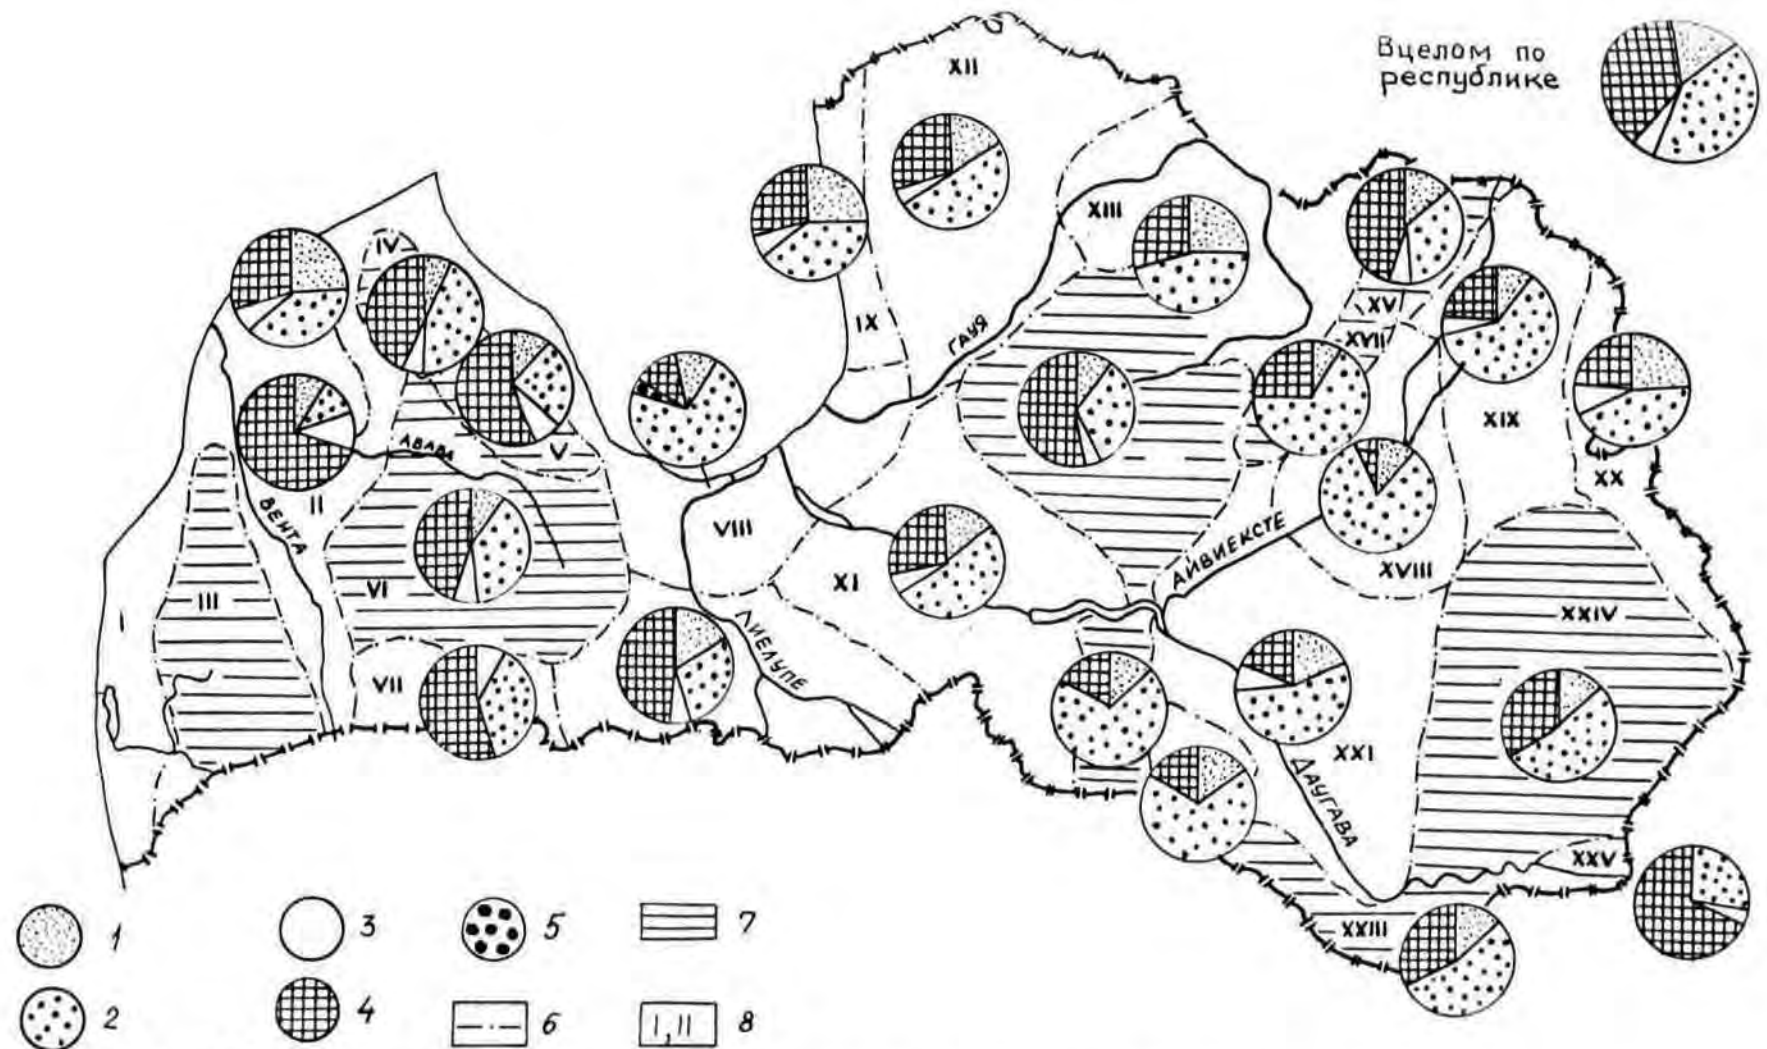 Вцелом по
республике
XII
XIII
IV
IX
ГАУЯ
XV
XVII
XIX
XX
АБАВА
V
II
ВЕНТА
VIII
АЙВИЕКСТЕ
XVIII
XI
III
VI
I
XXIV
VII
ЛИЕЛУПЕ
XXI
ДАУГАВА
XXV
XXIII
1
3
5
7
2
4
6
I, II
8